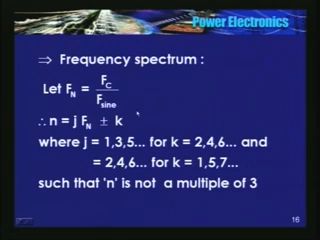 Power Electronics
⇒ Frequency spectrum :
Let F_N = F_C / F_sine
∴ n = j F_N ± k
where j = 1,3,5... for k = 2,4,6... and
= 2,4,6... for k = 1,5,7...
such that 'n' is not a multiple of 3
16